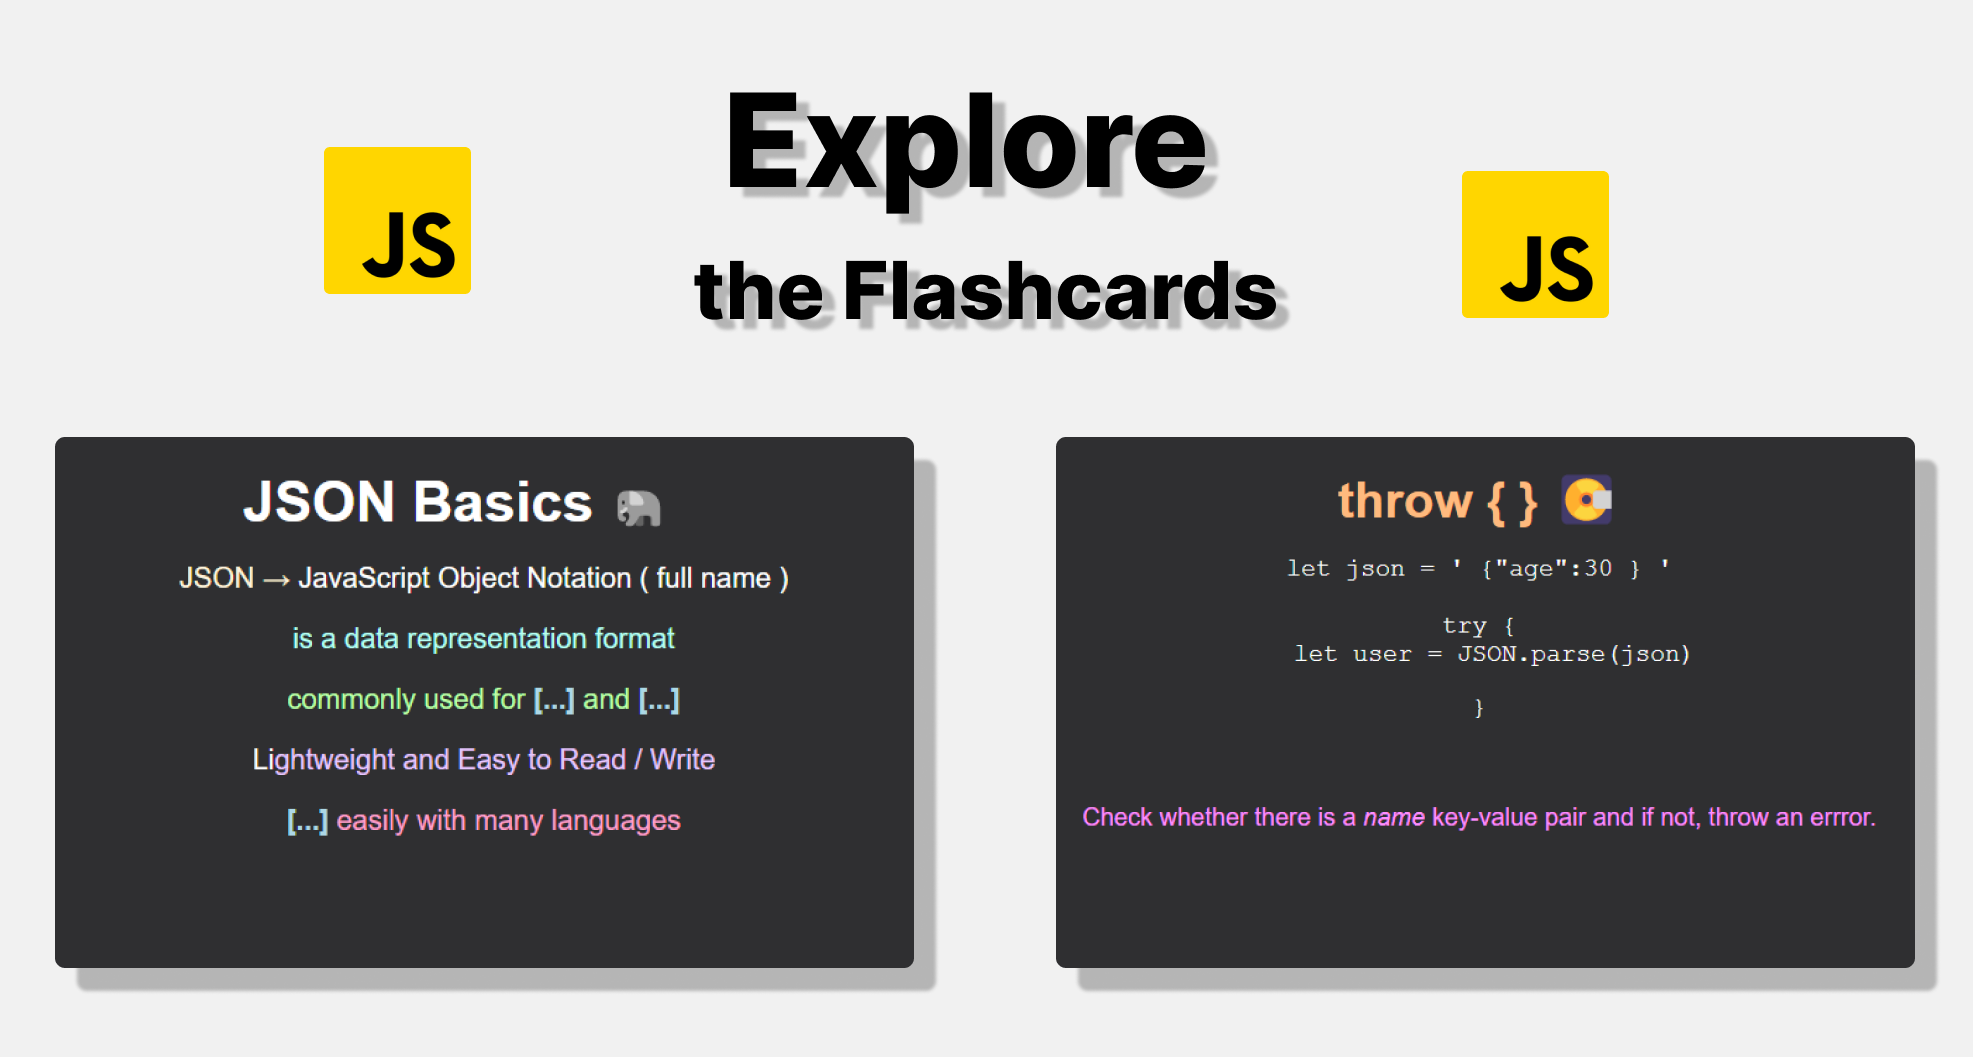 Explore
the Flashcards
JS
JS
JSON Basics
JSON → JavaScript Object Notation ( full name )
is a data representation format
commonly used for [...] and [...]
Lightweight and Easy to Read / Write
[...] easily with many languages
throw { }
let json = ' {"age":30 } '
try {
let user = JSON.parse(json)
}
Check whether there is a name key-value pair and if not, throw an errror.